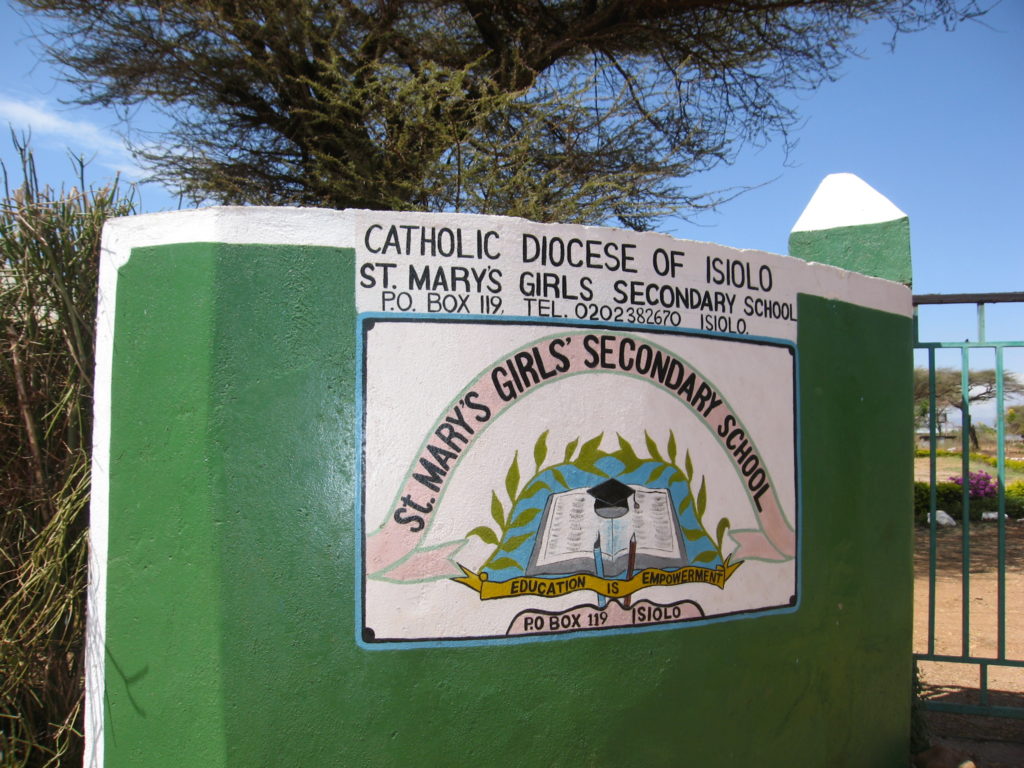 CATHOLIC DIOCESE OF ISIOLO
ST. MARY'S GIRLS SECONDARY SCHOOL
P.O. BOX 119, TEL. 0202382670 ISIOLO.
St. MARY'S GIRLS' SECONDARY SCHOOL
EDUCATION IS EMPOWERMENT
P.O BOX 119 ISIOLO